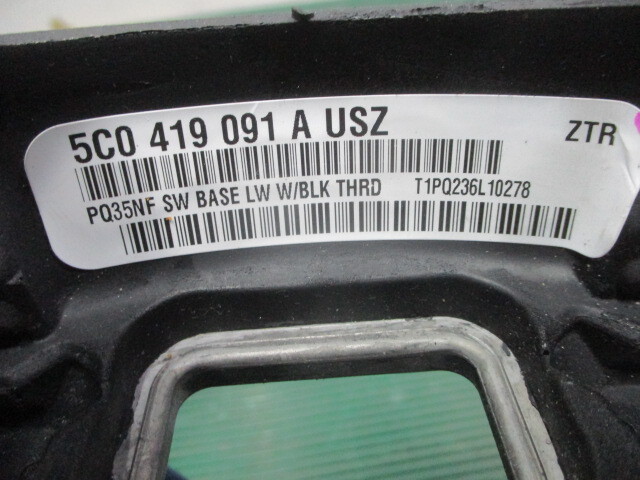 5C0 419 091 A USZ
ZTR
PQ35NF SW BASE LW W/BLK THRD T1PQ236L10278